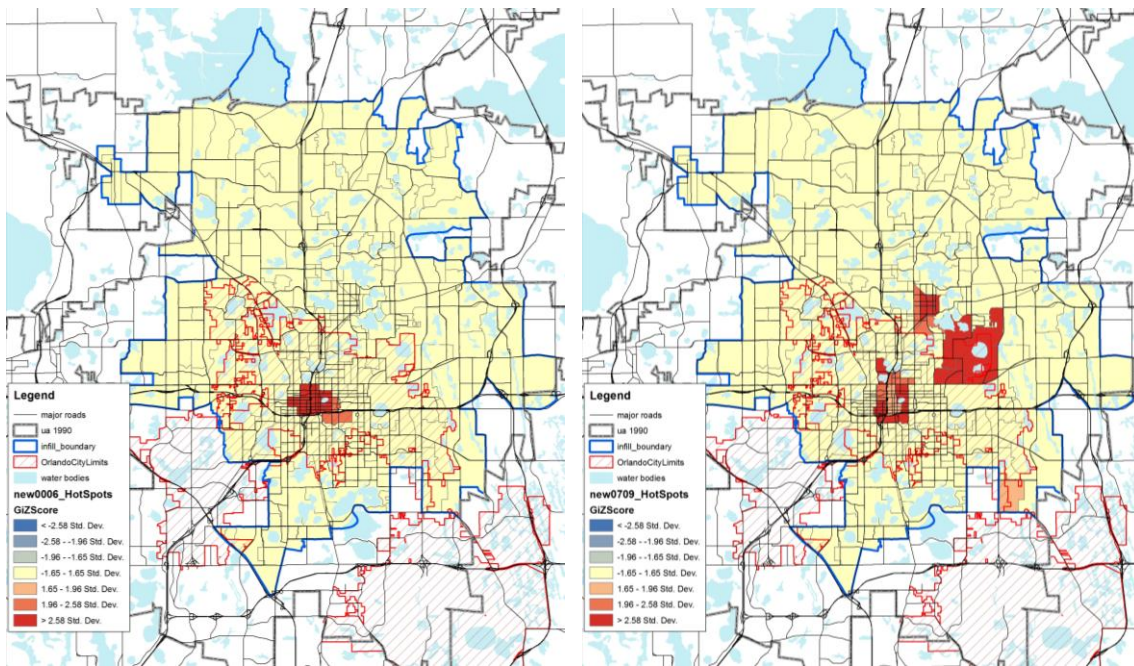 Legend
major roads
ua 1990
infill_boundary
OrlandoCityLimits
water bodies
new0006_HotSpots
GiZScore
< -2.58 Std. Dev.
-2.58 - -1.96 Std. Dev.
-1.96 - -1.65 Std. Dev.
-1.65 - 1.65 Std. Dev.
1.65 - 1.96 Std. Dev.
1.96 - 2.58 Std. Dev.
> 2.58 Std. Dev.
Legend
major roads
ua 1990
infill_boundary
OrlandoCityLimits
water bodies
new0709_HotSpots
GiZScore
< -2.58 Std. Dev.
-2.58 - -1.96 Std. Dev.
-1.96 - -1.65 Std. Dev.
-1.65 - 1.65 Std. Dev.
1.65 - 1.96 Std. Dev.
1.96 - 2.58 Std. Dev.
> 2.58 Std. Dev.